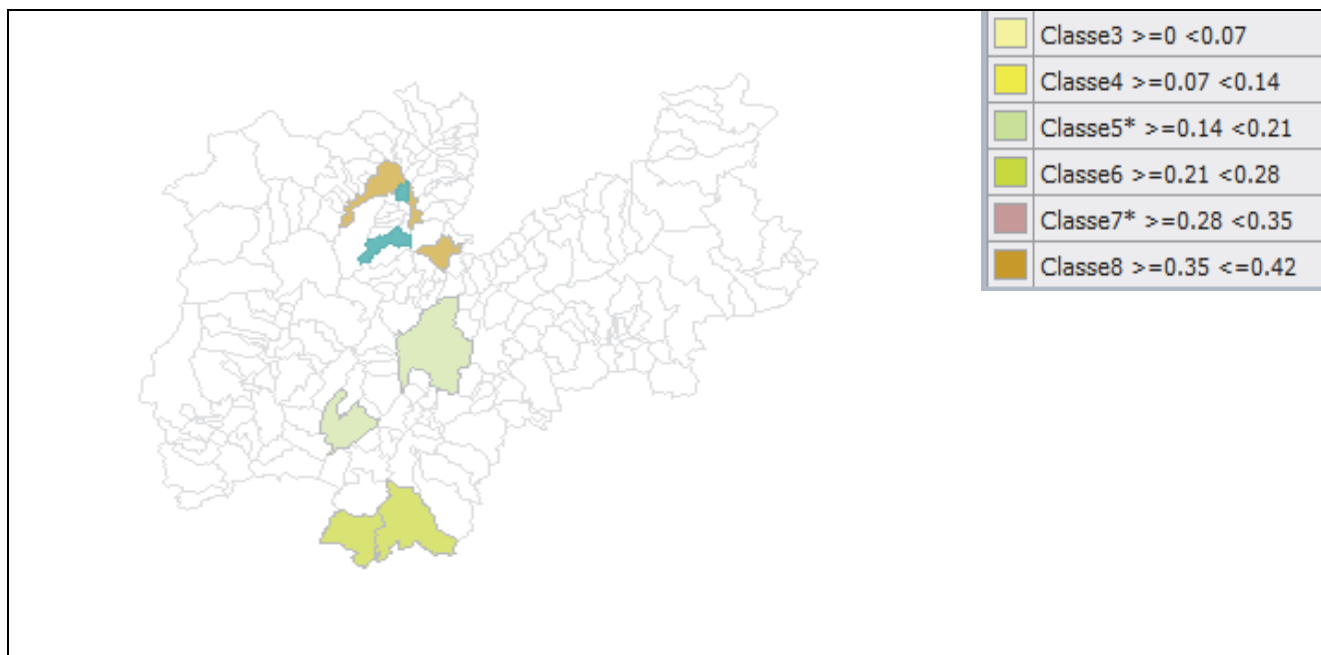 Classe3 >=0 <0.07
Classe4 >=0.07 <0.14
Classe5* >=0.14 <0.21
Classe6 >=0.21 <0.28
Classe7* >=0.28 <0.35
Classe8 >=0.35 <=0.42